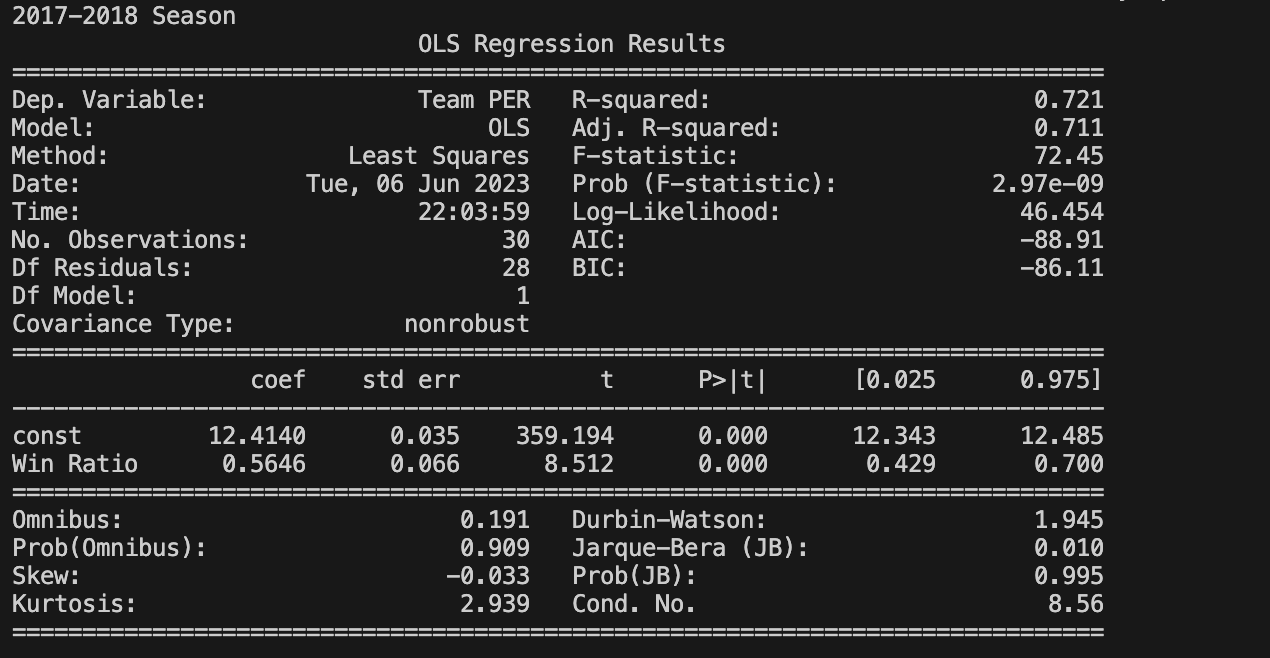 2017-2018 Season
                             OLS Regression Results
==============================================================================
Dep. Variable:               Team PER   R-squared:                       0.721
Model:                            OLS   Adj. R-squared:                  0.711
Method:                 Least Squares   F-statistic:                     72.45
Date:                Tue, 06 Jun 2023   Prob (F-statistic):           2.97e-09
Time:                        22:03:59   Log-Likelihood:                 46.454
No. Observations:                  30   AIC:                            -88.91
Df Residuals:                      28   BIC:                            -86.11
Df Model:                           1
Covariance Type:            nonrobust
==============================================================================
                 coef    std err          t      P>|t|      [0.025      0.975]
------------------------------------------------------------------------------
const         12.4140      0.035    359.194      0.000      12.343      12.485
Win Ratio      0.5646      0.066      8.512      0.000       0.429       0.700
==============================================================================
Omnibus:                        0.191   Durbin-Watson:                   1.945
Prob(Omnibus):                  0.909   Jarque-Bera (JB):                0.010
Skew:                          -0.033   Prob(JB):                        0.995
Kurtosis:                       2.939   Cond. No.                         8.56
==============================================================================